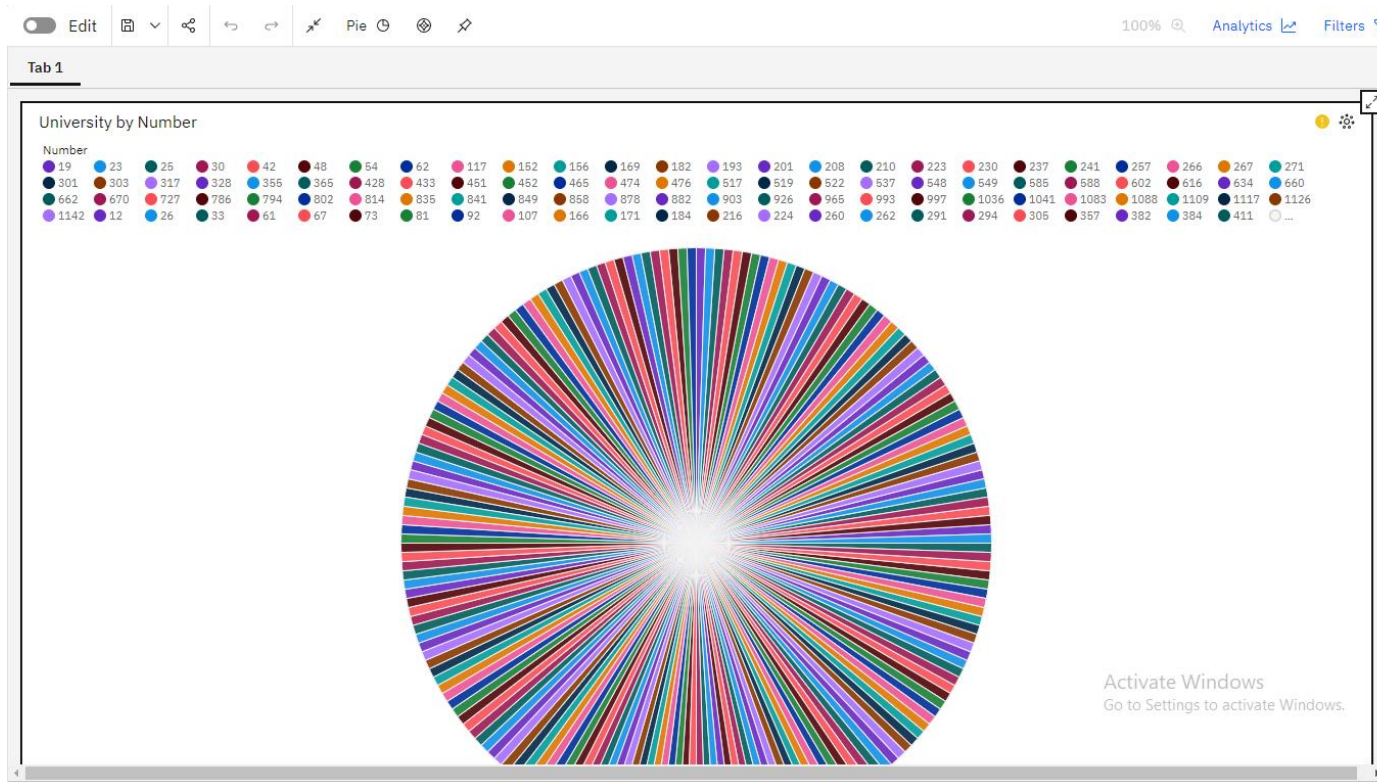 Edit Pie 100% Analytics Filters
Tab 1
University by Number
Number
19 23 25 30 42 48 54 62 117 152 156 169 182 193 201 208 210 223 230 237 241 257 266 267 271
301 303 317 328 355 365 428 433 451 452 465 474 476 517 519 522 537 548 549 585 588 602 616 634 660
662 670 727 786 794 802 814 835 841 849 858 878 882 903 926 965 993 997 1036 1041 1083 1088 1109 1117 1126
1142 12 26 33 61 67 73 81 92 107 166 171 184 216 224 260 262 291 294 305 357 382 384 411 ...
Activate Windows
Go to Settings to activate Windows.